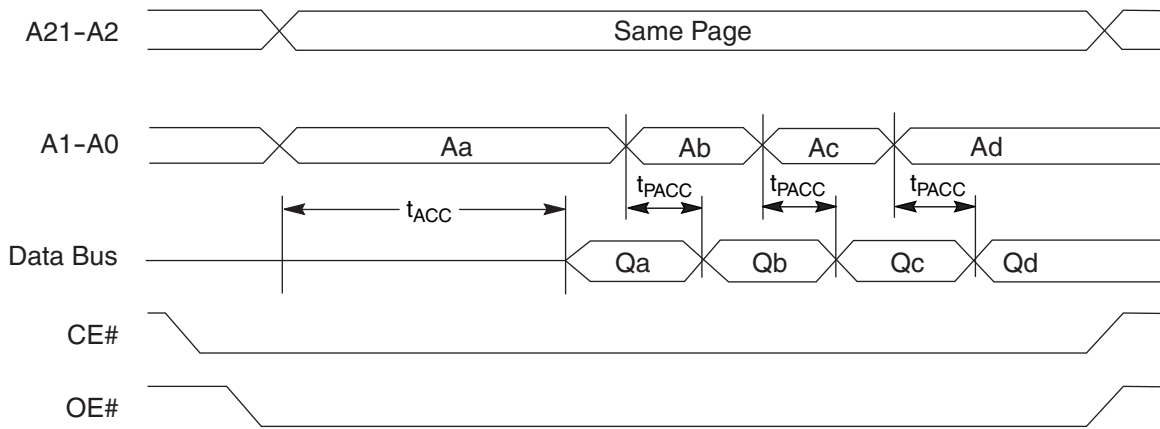 A21-A2 Same Page
A1-A0 Aa Ab Ac Ad
tACC tPACC tPACC tPACC
Data Bus Qa Qb Qc Qd
CE#
OE#